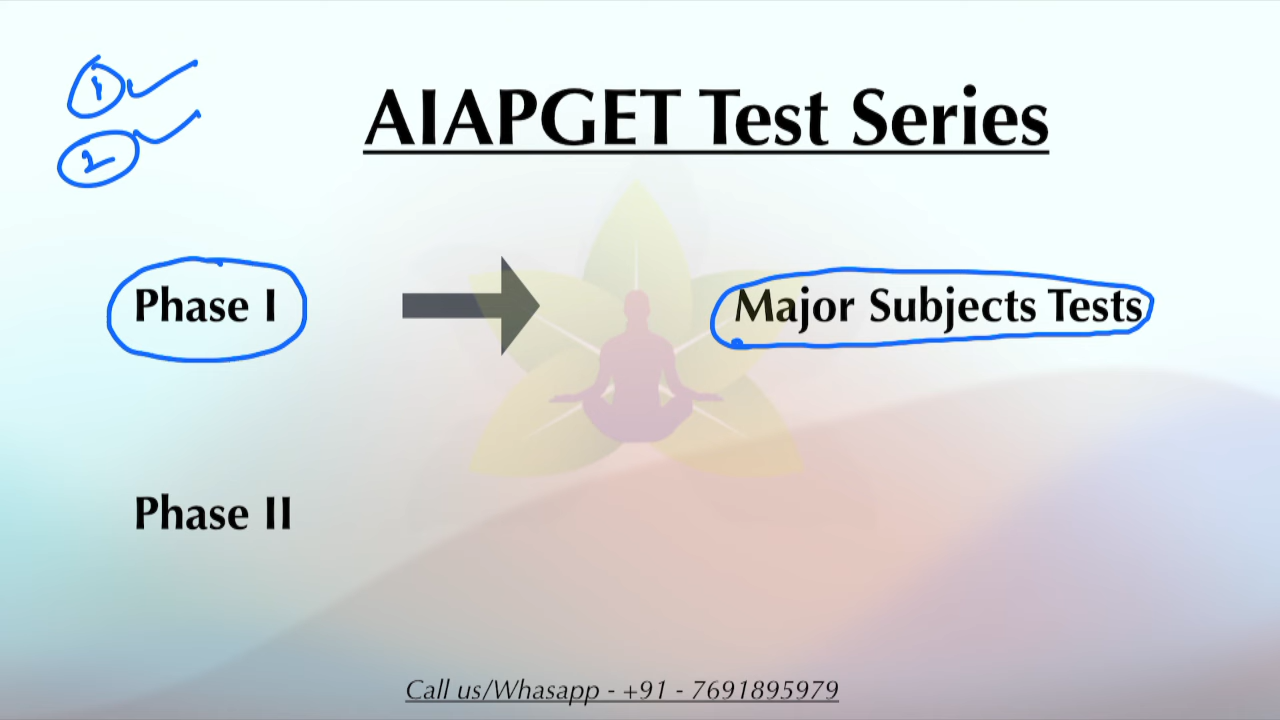 1
2
AIAPGET Test Series
Phase I
Major Subjects Tests
Phase II
Call us/Whasapp - +91 - 7691895979